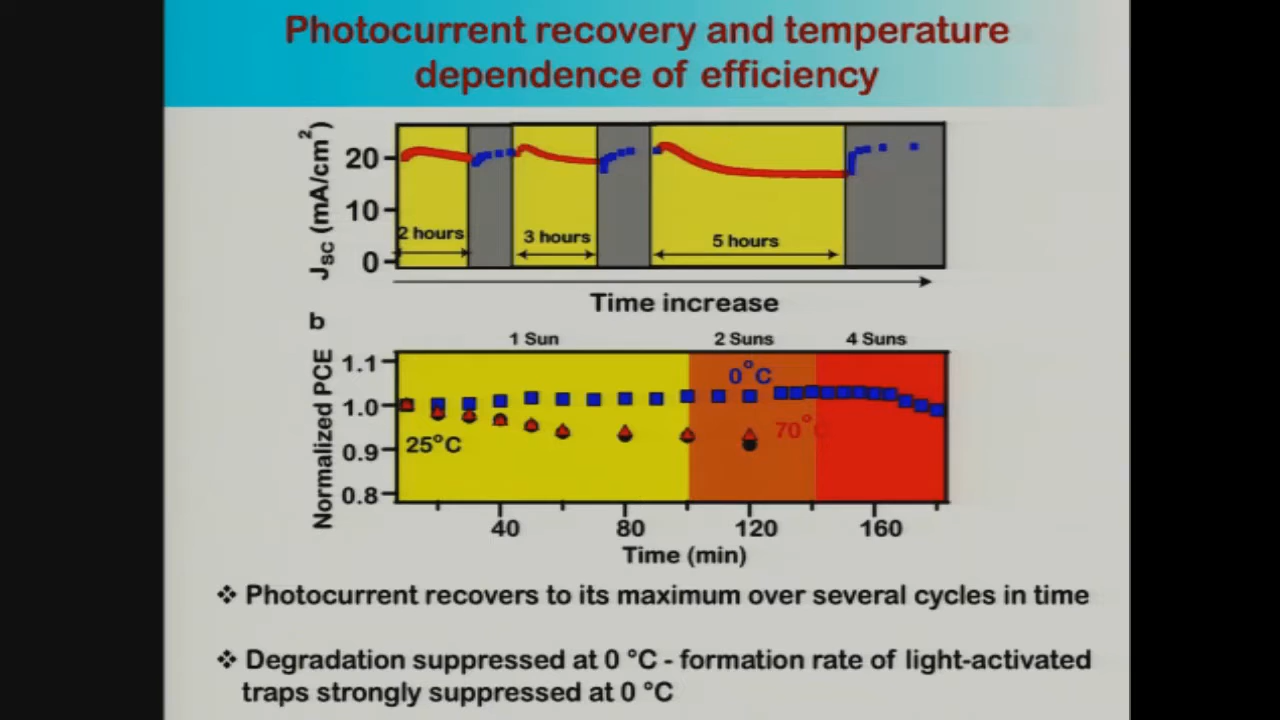 Photocurrent recovery and temperature
dependence of efficiency
J_SC (mA/cm²)
20
10
0
2 hours
3 hours
5 hours
Time increase
b
1 Sun
2 Suns
4 Suns
Normalized PCE
1.1
1.0
0.9
0.8
0°C
25°C
70°C
40
80
120
160
Time (min)
❖ Photocurrent recovers to its maximum over several cycles in time
❖ Degradation suppressed at 0 °C - formation rate of light-activated
traps strongly suppressed at 0 °C